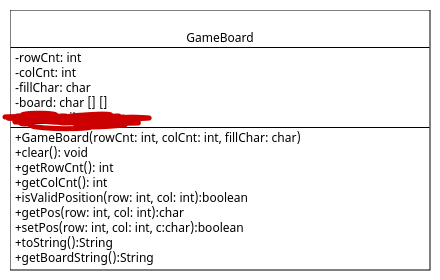 GameBoard
-rowCnt: int
-colCnt: int
-fillChar: char
-board: char [] []
+GameBoard(rowCnt: int, colCnt: int, fillChar: char)
+clear(): void
+getRowCnt(): int
+getColCnt(): int
+isValidPosition(row: int, col: int):boolean
+getPos(row: int, col: int):char
+setPos(row: int, col: int, c:char):boolean
+toString():String
+getBoardString():String